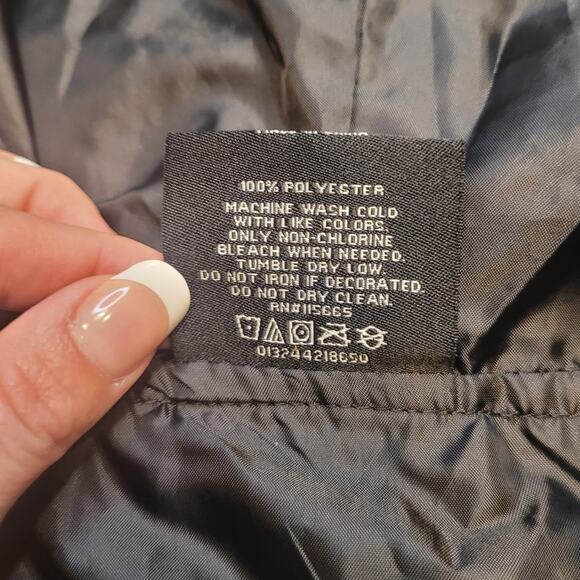 100% POLYESTER
MACHINE WASH COLD
WITH LIKE COLORS.
ONLY NON-CHLORINE
BLEACH WHEN NEEDED.
TUMBLE DRY LOW.
DO NOT IRON IF DECORATED.
DO NOT DRY CLEAN.
RN#115665
013244218650